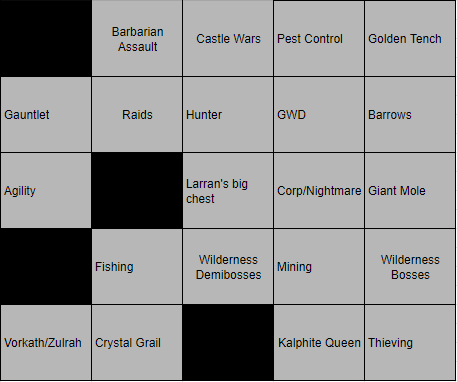 Barbarian
Assault
Castle Wars
Pest Control
Golden Tench
Gauntlet
Raids
Hunter
GWD
Barrows
Agility
Larran's big
chest
Corp/Nightmare
Giant Mole
Fishing
Wilderness
Demibosses
Mining
Wilderness
Bosses
Vorkath/Zulrah
Crystal Grail
Kalphite Queen
Thieving